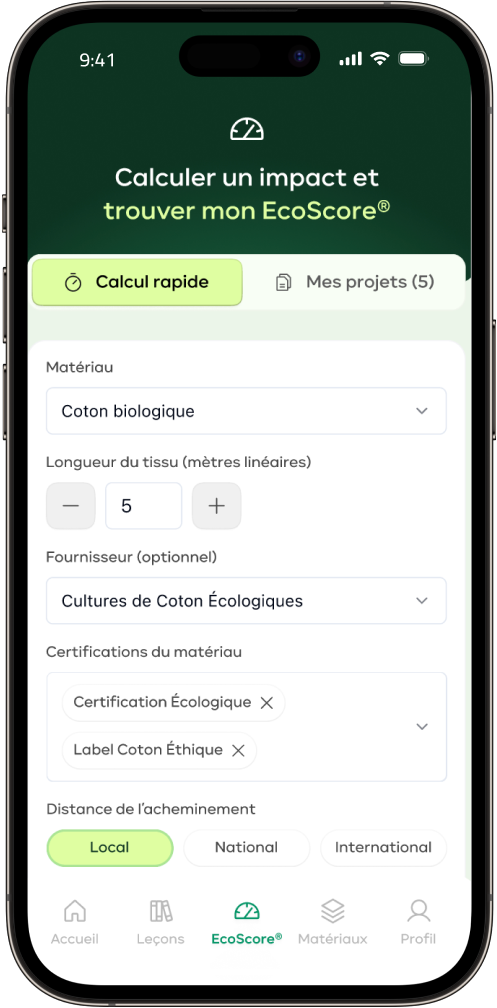 9:41
Calculer un impact et
trouver mon EcoScore®
Calcul rapide
Mes projets (5)
Matériau
Coton biologique
Longueur du tissu (mètres linéaires)
5
Fournisseur (optionnel)
Cultures de Coton Écologiques
Certifications du matériau
Certification Écologique
Label Coton Éthique
Distance de l'acheminement
Local
National
International
Accueil
Leçons
EcoScore®
Matériaux
Profil